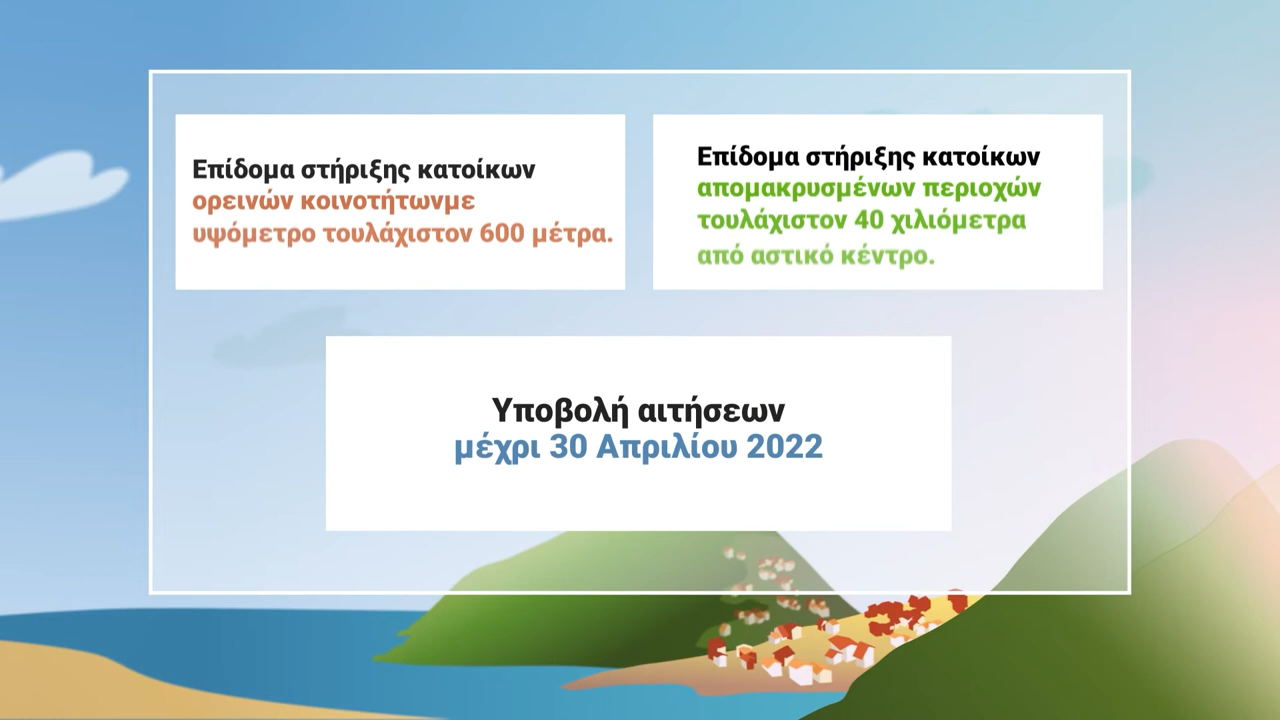 Επίδομα στήριξης κατοίκων
ορεινών κοινοτήτωνμε
υψόμετρο τουλάχιστον 600 μέτρα.
Επίδομα στήριξης κατοίκων
απομακρυσμένων περιοχών
τουλάχιστον 40 χιλιόμετρα
από αστικό κέντρο.
Υποβολή αιτήσεων
μέχρι 30 Απριλίου 2022